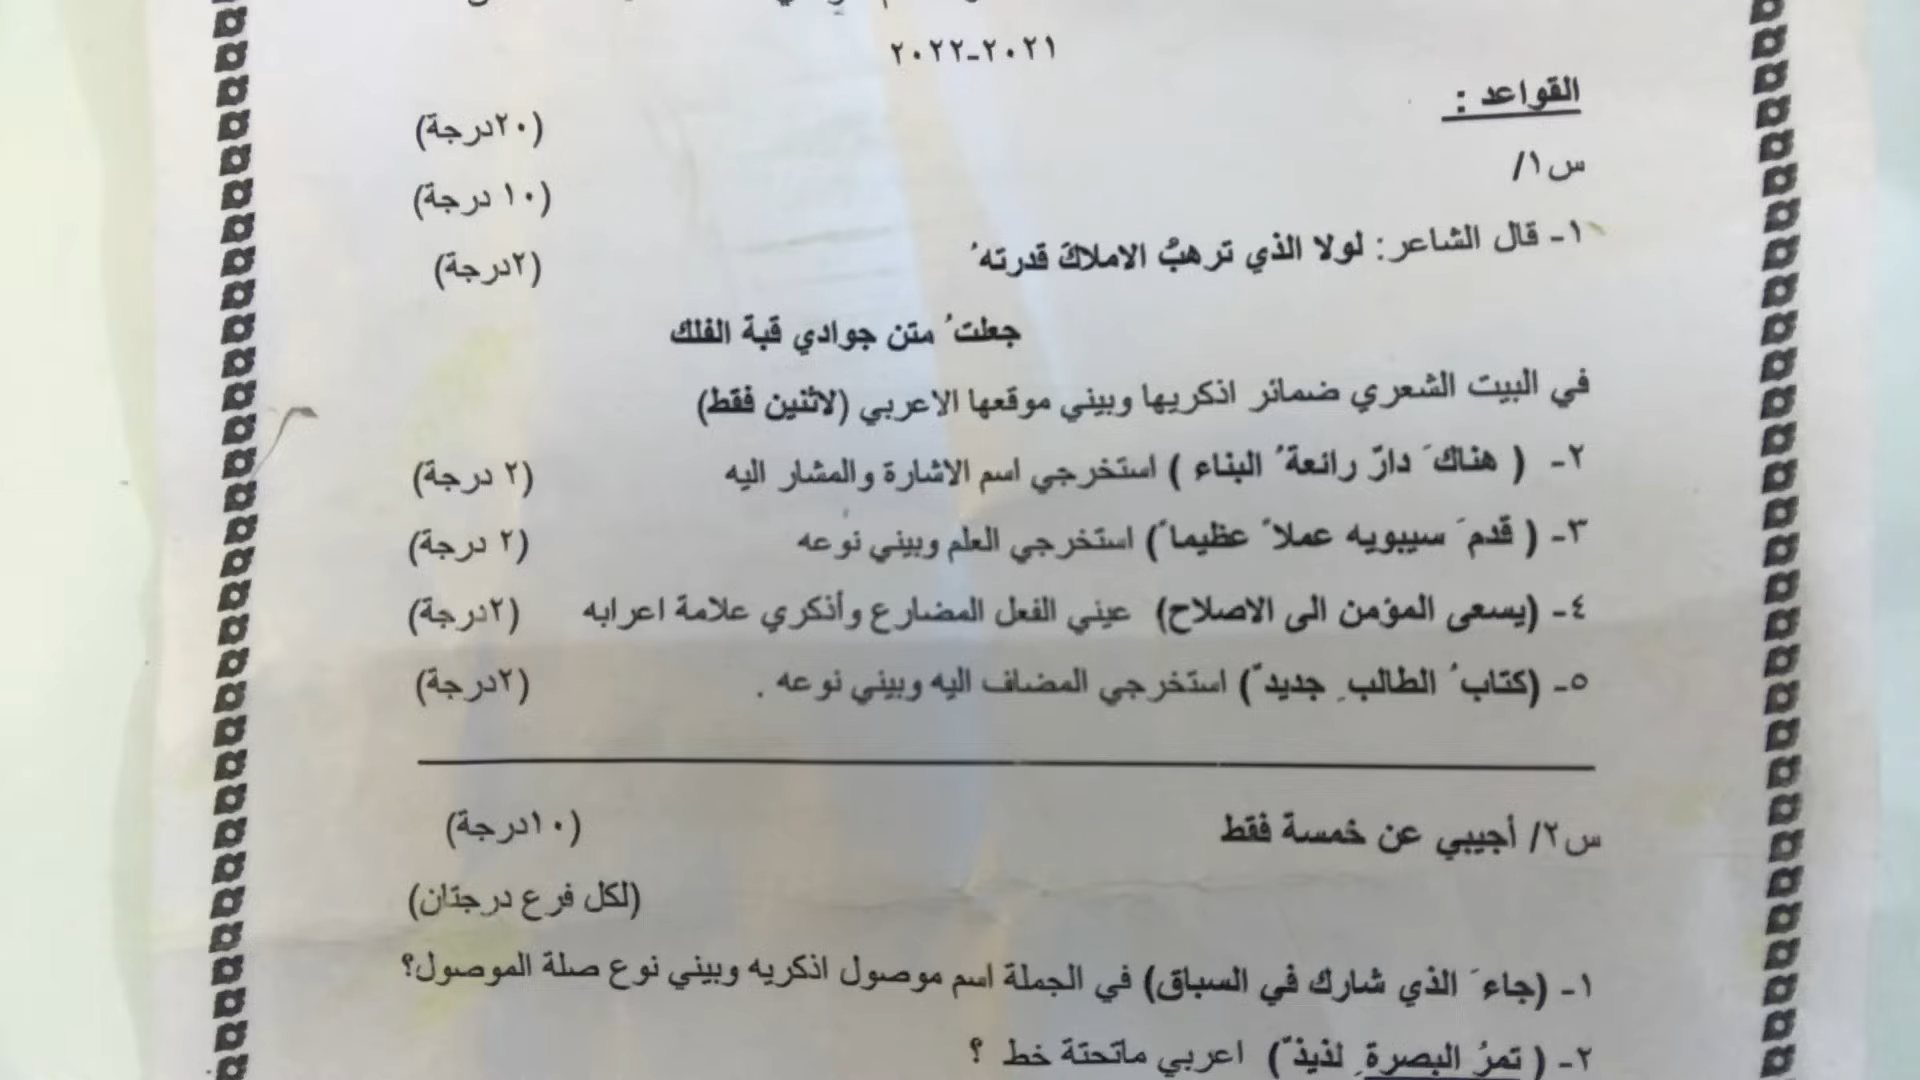 ٢٠٢١-٢٠٢٢
القواعد :
(٢٠درجة)
س١/
(١٠ درجة)
١- قال الشاعر: لولا الذي ترهبُ الاملاكَ قدرتهُ
(٢درجة)
جعلتُ متن جوادي قبة الفلك
في البيت الشعري ضمائر اذكريها وبيني موقعها الاعربي (لاثنين فقط)
٢- ( هناكَ دارٌ رائعةُ البناء ) استخرجي اسم الاشارة والمشار اليه (٢ درجة)
٣- ( قدمَ سيبويه عملاً عظيماً) استخرجي العلم وبيني نوعه (٢ درجة)
٤- (يسعى المؤمن الى الاصلاح) عيني الفعل المضارع وأذكري علامة اعرابه (٢درجة)
٥- (كتابُ الطالبِ جديدٌ) استخرجي المضاف اليه وبيني نوعه . (٢درجة)
س٢/ أجيبي عن خمسة فقط (١٠درجة)
(لكل فرع درجتان)
١- (جاءَ الذي شارك في السباق) في الجملة اسم موصول اذكريه وبيني نوع صلة الموصول؟
٢- ( تمرُ البصرةِ لذيذٌ) اعربي ماتحتة خط ؟